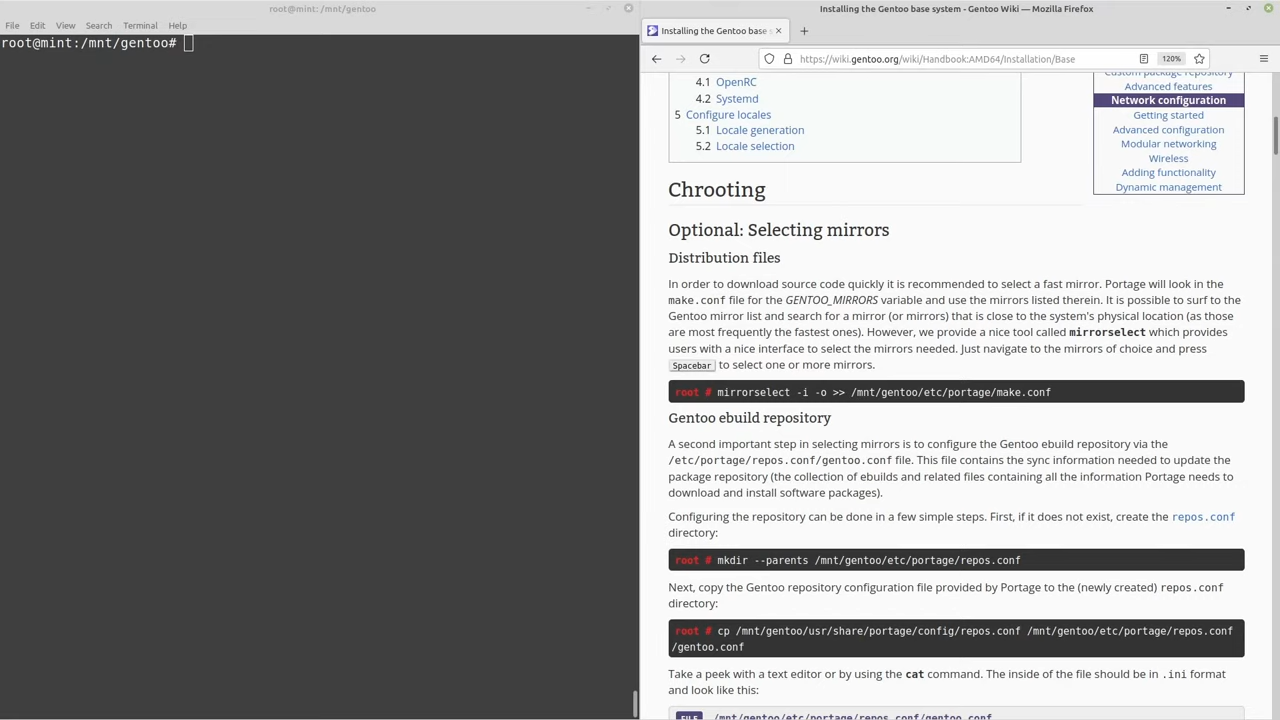 root@mint: /mnt/gentoo
File Edit View Search Terminal Help
root@mint:/mnt/gentoo#
Installing the Gentoo base system - Gentoo Wiki — Mozilla Firefox
Installing the Gentoo base s
https://wiki.gentoo.org/wiki/Handbook:AMD64/Installation/Base
120%
4.1 OpenRC
4.2 Systemd
5 Configure locales
5.1 Locale generation
5.2 Locale selection
Custom package repository
Advanced features
Network configuration
Getting started
Advanced configuration
Modular networking
Wireless
Adding functionality
Dynamic management
Chrooting
Optional: Selecting mirrors
Distribution files
In order to download source code quickly it is recommended to select a fast mirror. Portage will look in the
make.conf file for the GENTOO_MIRRORS variable and use the mirrors listed therein. It is possible to surf to the
Gentoo mirror list and search for a mirror (or mirrors) that is close to the system's physical location (as those
are most frequently the fastest ones). However, we provide a nice tool called mirrorselect which provides
users with a nice interface to select the mirrors needed. Just navigate to the mirrors of choice and press
Spacebar to select one or more mirrors.
root # mirrorselect -i -o >> /mnt/gentoo/etc/portage/make.conf
Gentoo ebuild repository
A second important step in selecting mirrors is to configure the Gentoo ebuild repository via the
/etc/portage/repos.conf/gentoo.conf file. This file contains the sync information needed to update the
package repository (the collection of ebuilds and related files containing all the information Portage needs to
download and install software packages).
Configuring the repository can be done in a few simple steps. First, if it does not exist, create the repos.conf
directory:
root # mkdir --parents /mnt/gentoo/etc/portage/repos.conf
Next, copy the Gentoo repository configuration file provided by Portage to the (newly created) repos.conf
directory:
root # cp /mnt/gentoo/usr/share/portage/config/repos.conf /mnt/gentoo/etc/portage/repos.conf
/gentoo.conf
Take a peek with a text editor or by using the cat command. The inside of the file should be in .ini format
and look like this:
FILE /mnt/gentoo/etc/portage/repos.conf/gentoo.conf